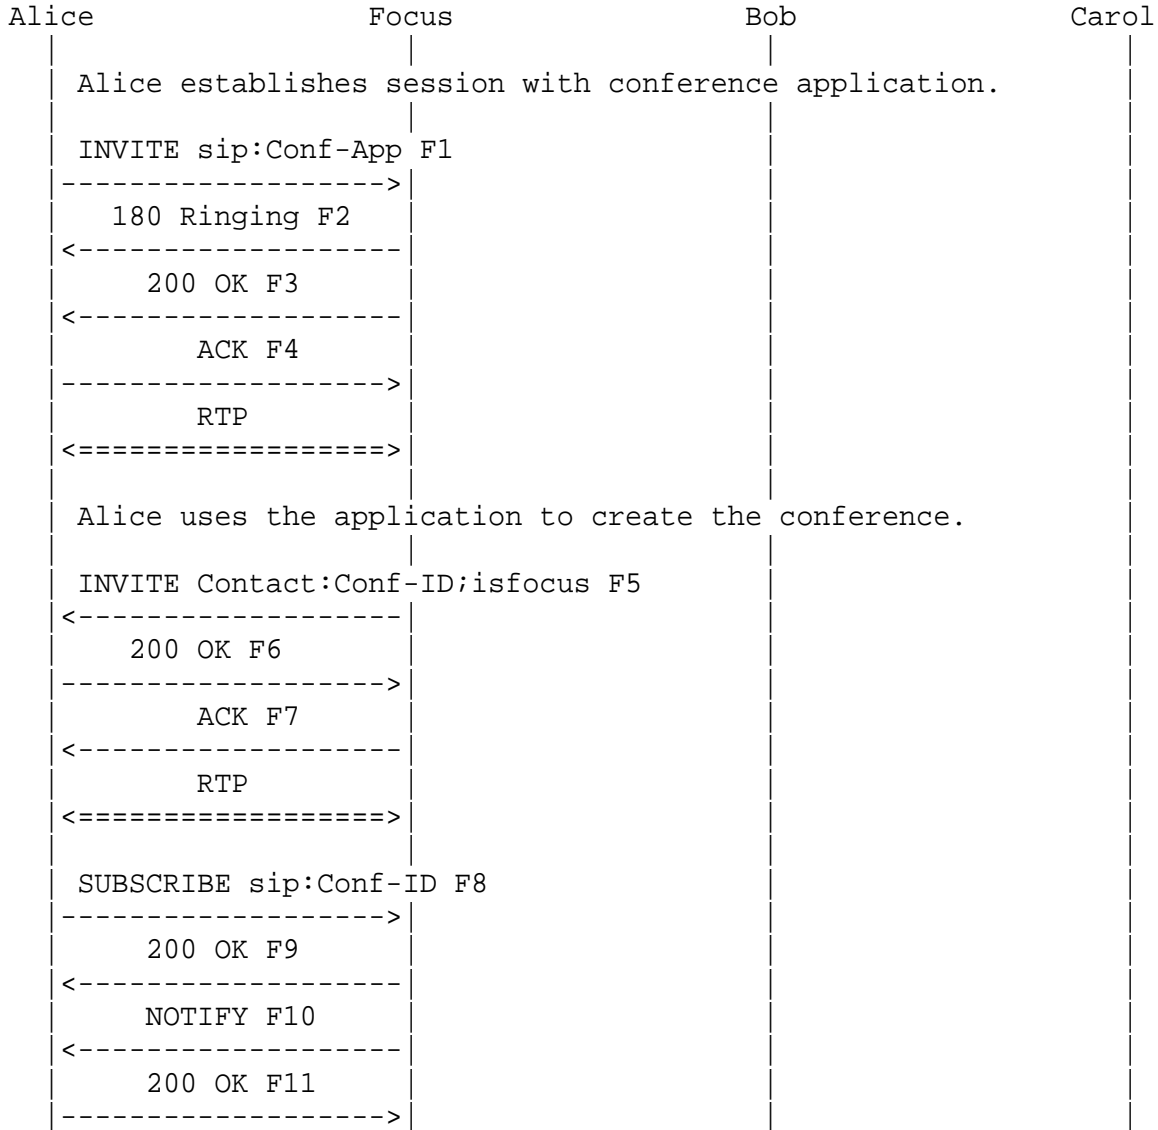 Alice Focus Bob Carol
Alice establishes session with conference application.
INVITE sip:Conf-App F1
180 Ringing F2
200 OK F3
ACK F4
RTP
Alice uses the application to create the conference.
INVITE Contact:Conf-ID;isfocus F5
200 OK F6
ACK F7
RTP
SUBSCRIBE sip:Conf-ID F8
200 OK F9
NOTIFY F10
200 OK F11